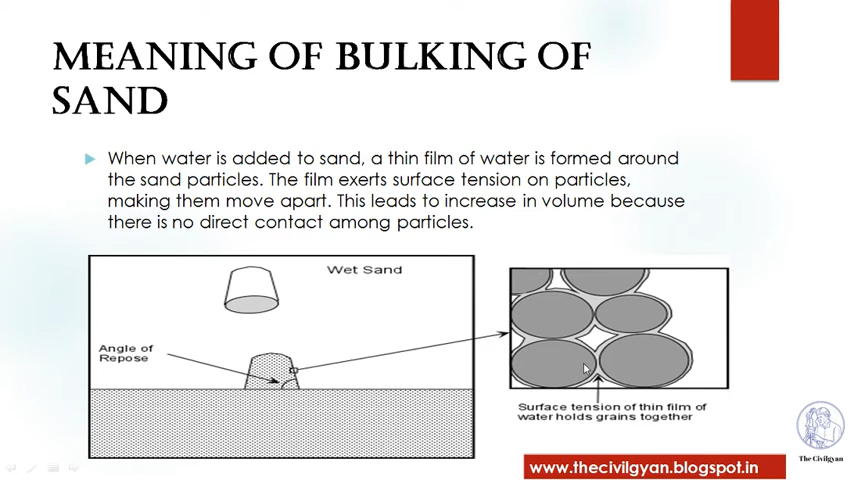 MEANING OF BULKING OF
SAND
When water is added to sand, a thin film of water is formed around
the sand particles. The film exerts surface tension on particles,
making them move apart. This leads to increase in volume because
there is no direct contact among particles.
Wet Sand
Angle of
Repose
Surface tension of thin film of
water holds grains together
The Civilgyan
www.thecivilgyan.blogspot.in